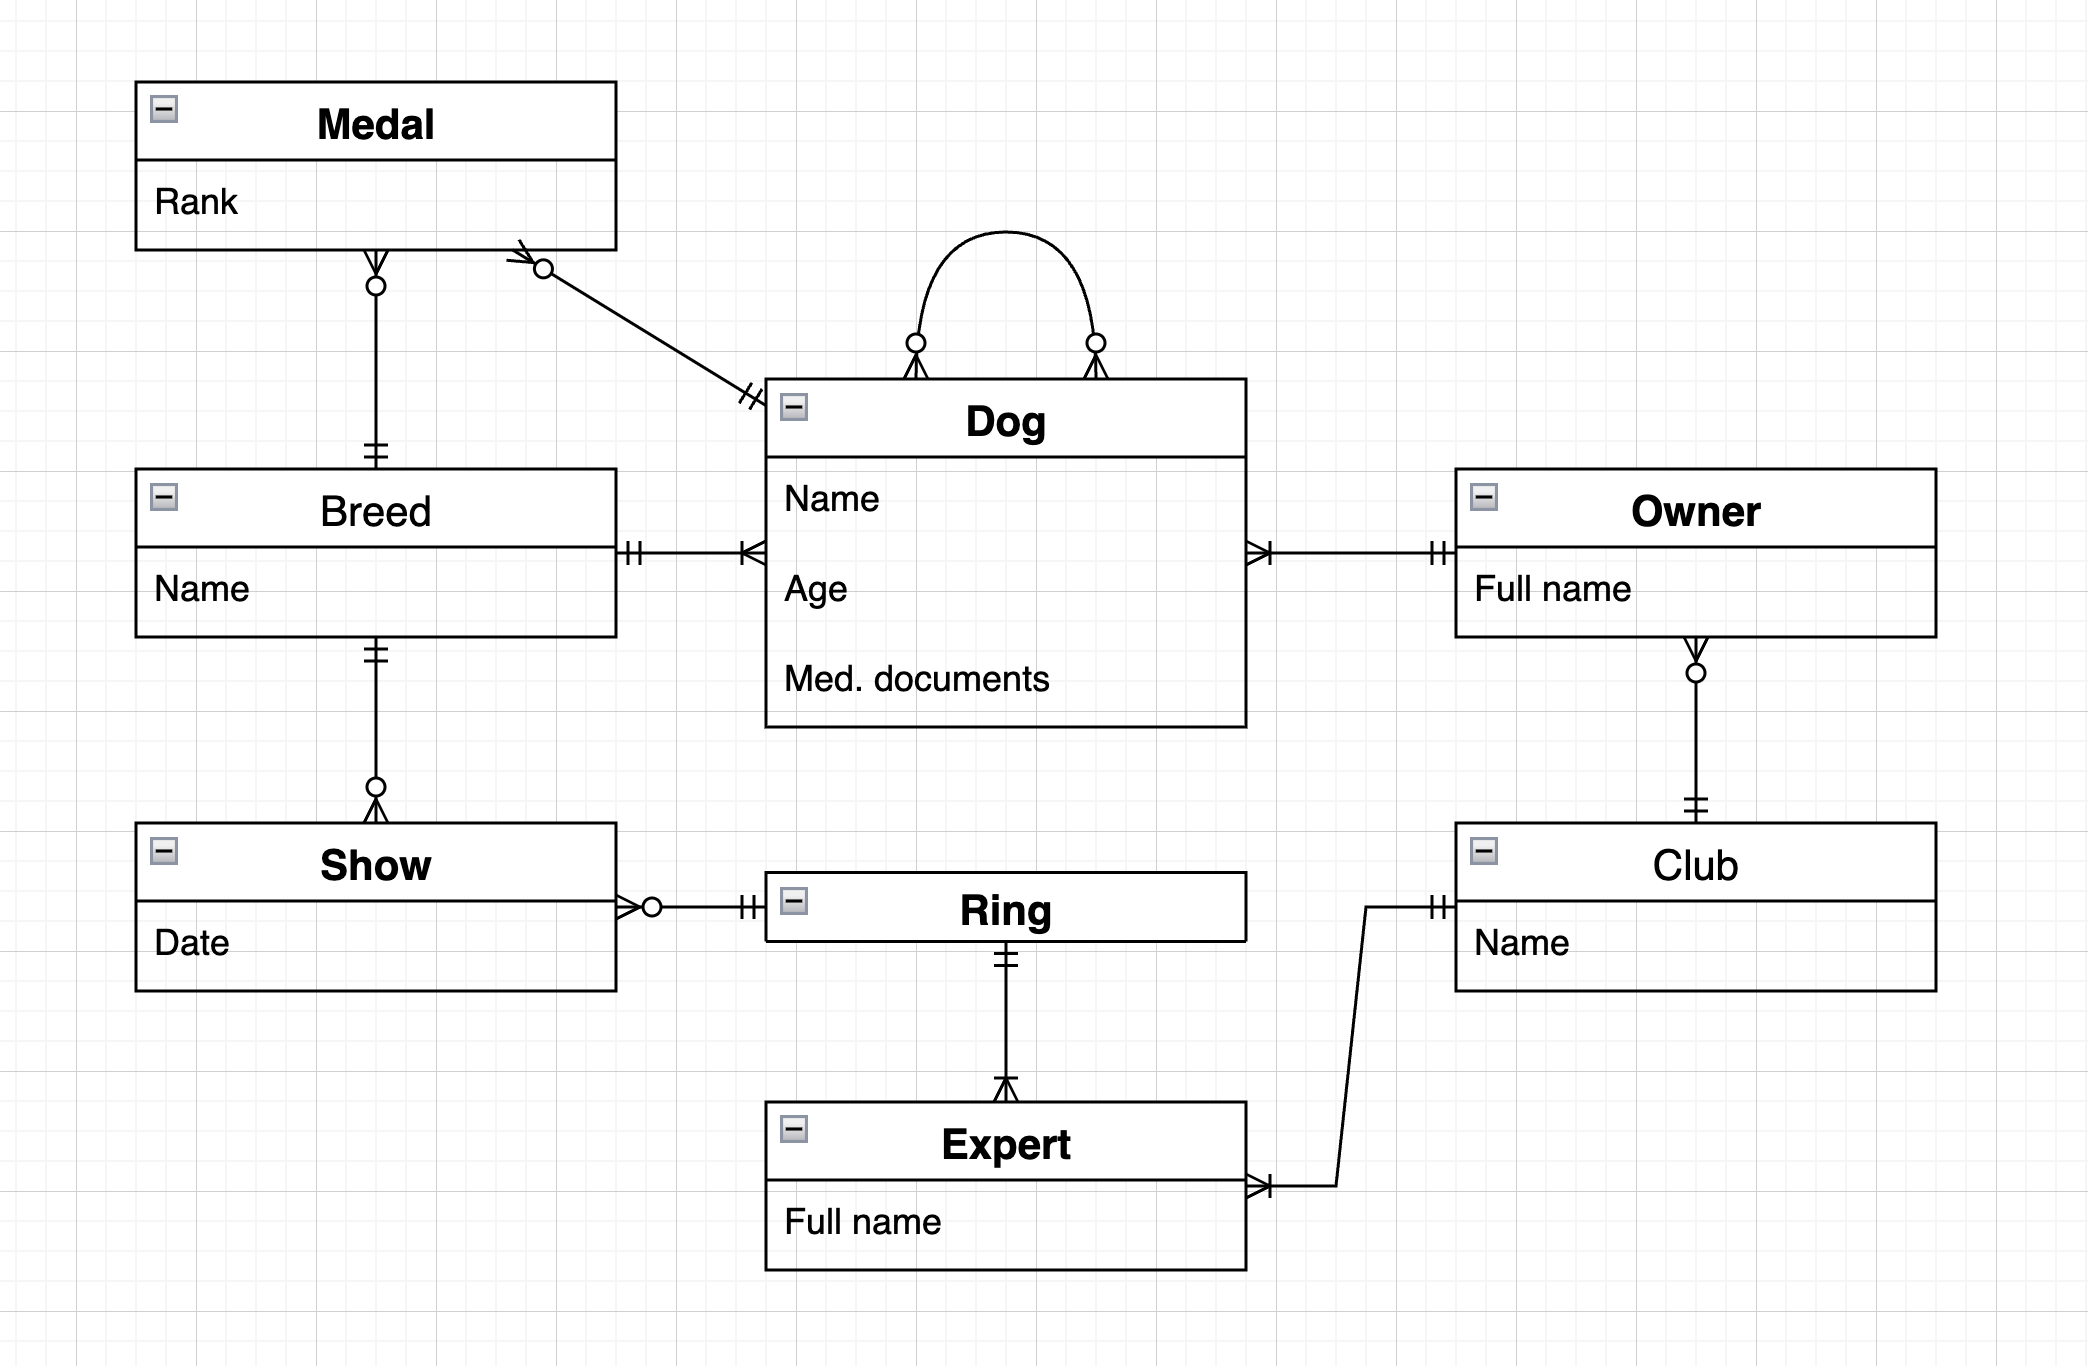 Medal
Rank
Dog
Name
Age
Med. documents
Breed
Name
Owner
Full name
Show
Date
Ring
Club
Name
Expert
Full name